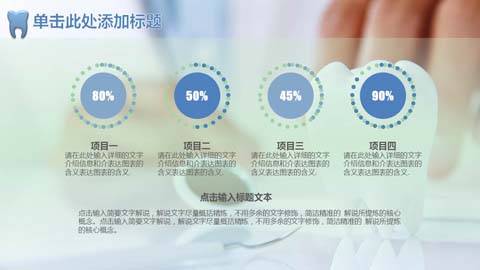 单击此处添加标题
80%
50%
45%
90%
项目一
请在此处输入详细的文字
介绍信息和介表达图表的
含义表达图表的含义.
项目二
请在此处输入详细的文字
介绍信息和介表达图表的
含义表达图表的含义.
项目三
请在此处输入详细的文字
介绍信息和介表达图表的
含义表达图表的含义.
项目四
请在此处输入详细的文字
介绍信息和介表达图表的
含义表达图表的含义.
点击输入标题文本
点击输入简要文字解说，解说文字尽量概括精炼，不用多余的文字修饰，简洁精准的 解说所提炼的核心
概念。点击输入简要文字解说，解说文字尽量概括精炼，不用多余的文字修饰，简洁精准的 解说所提炼
的核心概念。